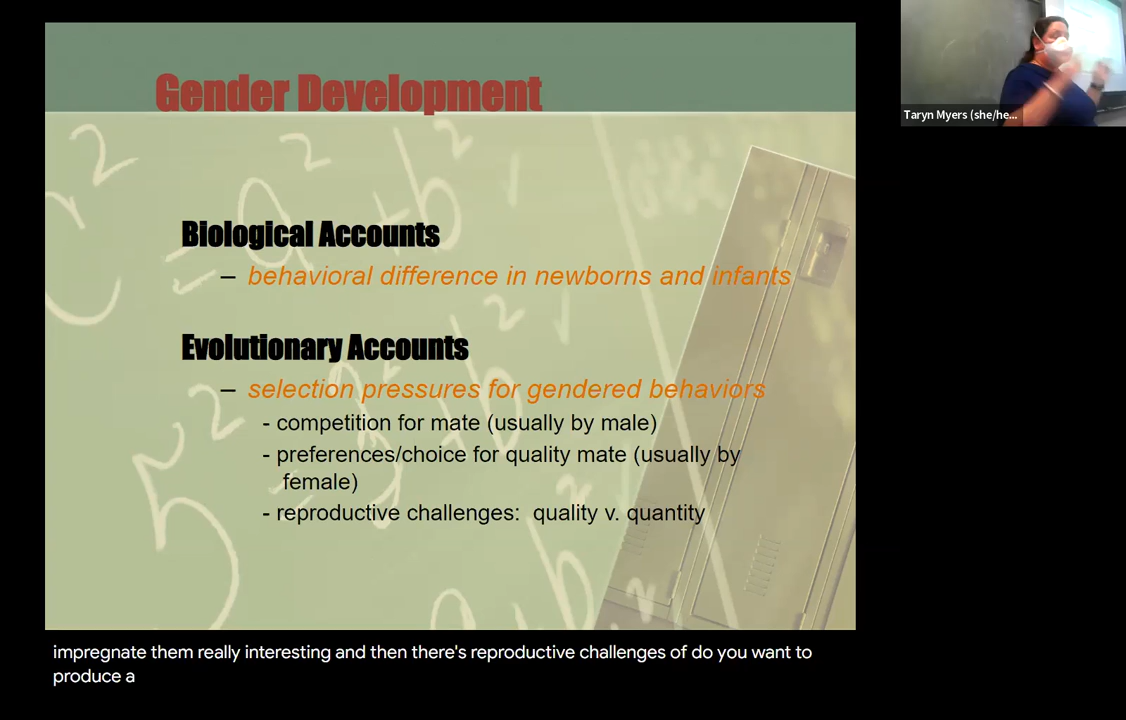 Gender Development
Biological Accounts
– behavioral difference in newborns and infants
Evolutionary Accounts
– selection pressures for gendered behaviors
- competition for mate (usually by male)
- preferences/choice for quality mate (usually by
female)
- reproductive challenges:  quality v. quantity
Taryn Myers (she/he...
impregnate them really interesting and then there's reproductive challenges of do you want to
produce a